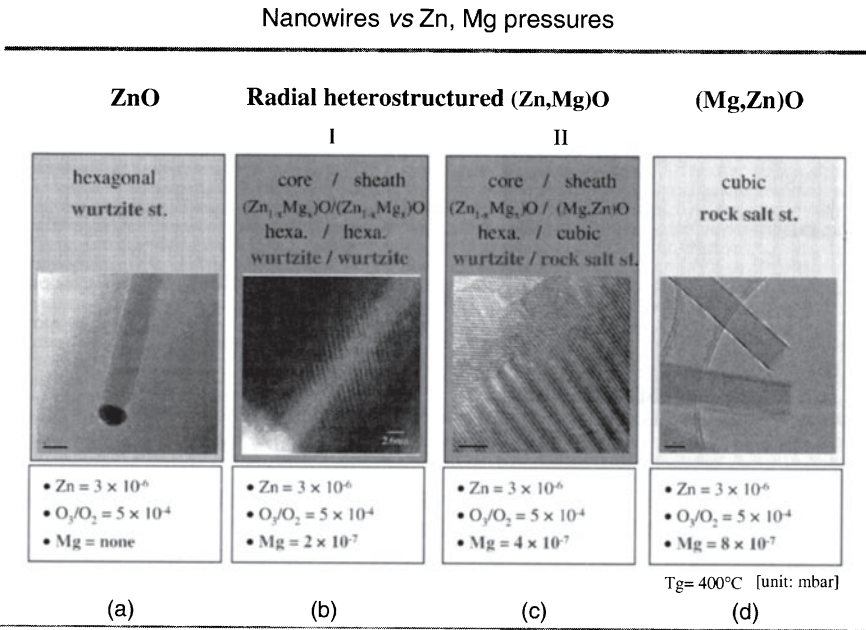 Nanowires vs Zn, Mg pressures
ZnO
Radial heterostructured (Zn,Mg)O
(Mg,Zn)O
I
II
hexagonal
wurtzite st.
core / sheath
(Zn₁₋ₓMgₓ)O/(Zn₁₋ₓMgₓ)O
hexa. / hexa.
wurtzite / wurtzite
core / sheath
(Zn₁₋ₓMgₓ)O / (Mg,Zn)O
hexa. / cubic
wurtzite / rock salt st.
cubic
rock salt st.
• Zn = 3 × 10⁻⁶
• O₃/O₂ = 5 × 10⁻⁴
• Mg = none
• Zn = 3 × 10⁻⁶
• O₃/O₂ = 5 × 10⁻⁴
• Mg = 2 × 10⁻⁷
• Zn = 3 × 10⁻⁶
• O₃/O₂ = 5 × 10⁻⁴
• Mg = 4 × 10⁻⁷
• Zn = 3 × 10⁻⁶
• O₃/O₂ = 5 × 10⁻⁴
• Mg = 8 × 10⁻⁷
Tg= 400°C [unit: mbar]
(a)
(b)
(c)
(d)